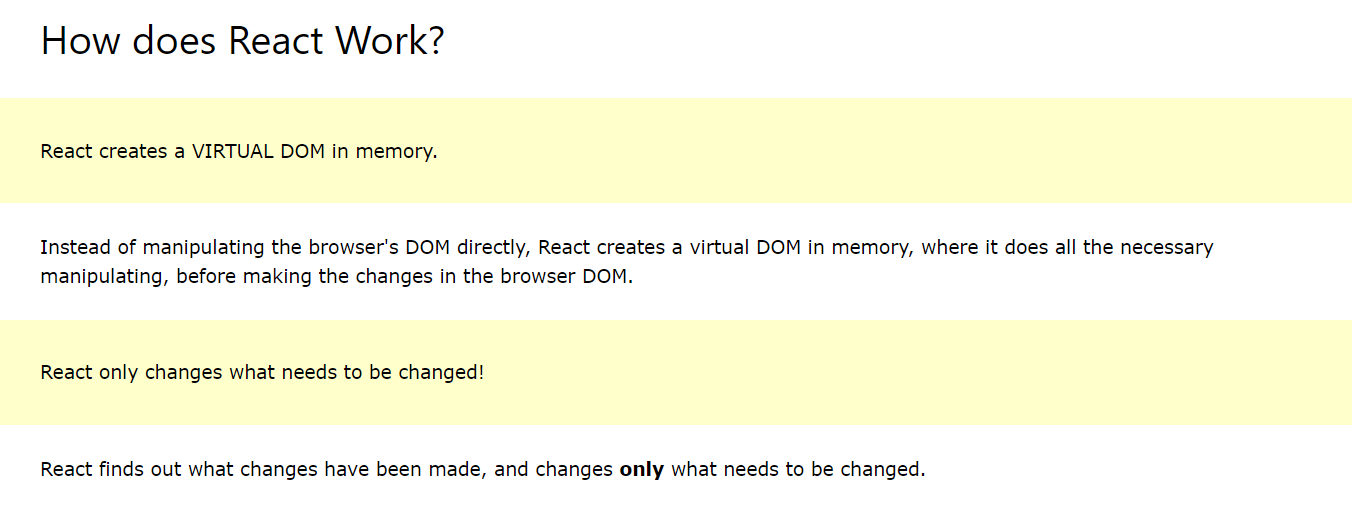 How does React Work?
React creates a VIRTUAL DOM in memory.
Instead of manipulating the browser's DOM directly, React creates a virtual DOM in memory, where it does all the necessary
manipulating, before making the changes in the browser DOM.
React only changes what needs to be changed!
React finds out what changes have been made, and changes only what needs to be changed.